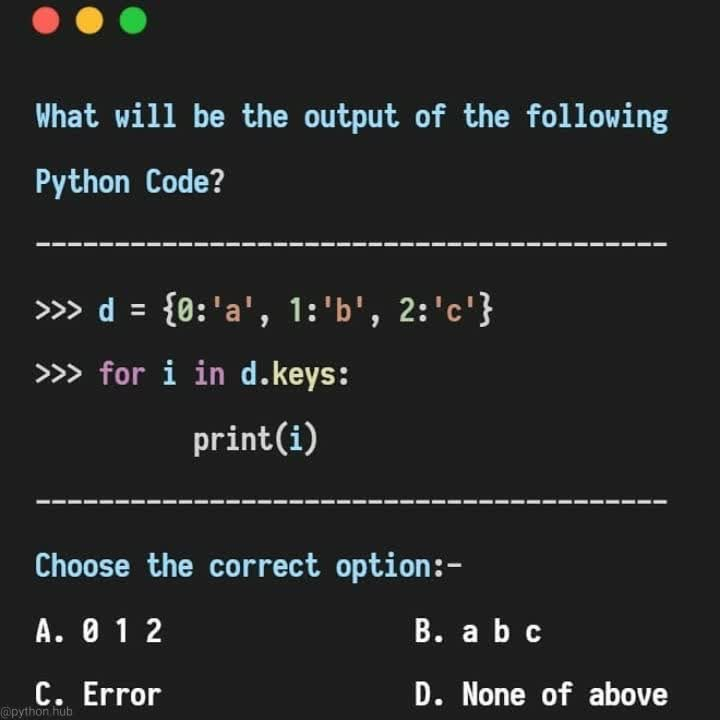 What will be the output of the following
Python Code?
----------------------------------------
>>> d = {0:'a', 1:'b', 2:'c'}
>>> for i in d.keys:
print(i)
----------------------------------------
Choose the correct option:-
A. 0 1 2 B. a b c
C. Error D. None of above
@python.hub